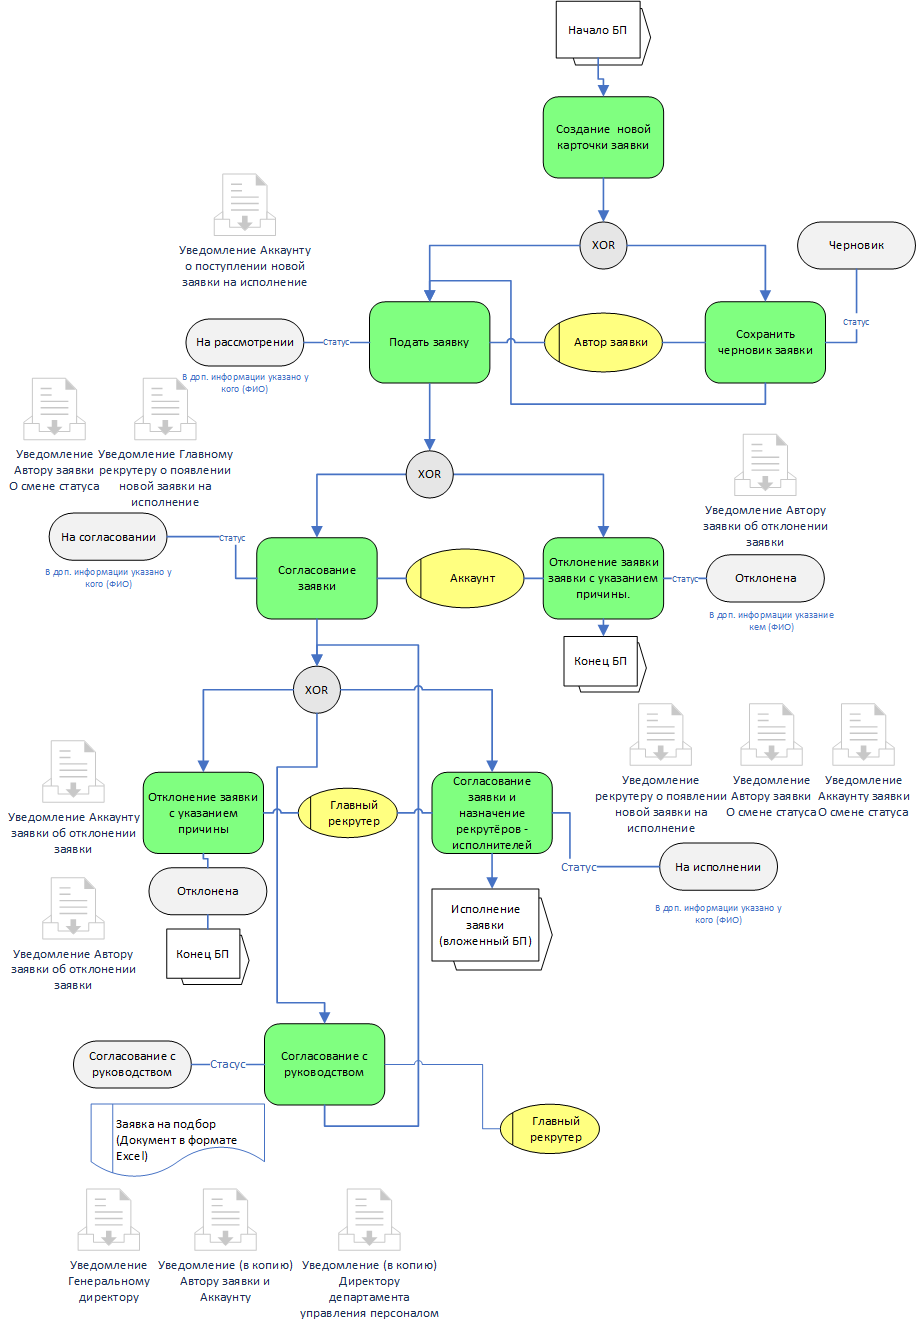 Начало БП
Создание новой
карточки заявки
XOR
Уведомление Аккаунту
о поступлении новой
заявки на исполнение
Черновик
Статус
На рассмотрении
Статус
Подать заявку
Автор заявки
Сохранить
черновик заявки
В доп. информации указано у
кого (ФИО)
Уведомление
Автору заявки
О смене статуса
Уведомление Главному
рекрутеру о появлении
новой заявки на
исполнение
XOR
Уведомление Автору
заявки об отклонении
заявки
На согласовании
Статус
В доп. информации указано у
кого (ФИО)
Согласование
заявки
Аккаунт
Отклонение заявки
заявки с указанием
причины.
Статус
Отклонена
В доп. информации указание
кем (ФИО)
Конец БП
XOR
Уведомление
рекрутеру о появлении
новой заявки на
исполнение
Уведомление
Автору заявки
О смене статуса
Уведомление
Аккаунту заявки
О смене статуса
Уведомление Аккаунту
заявки об отклонении
заявки
Отклонение заявки
с указанием
причины
Главный
рекрутер
Согласование
заявки и
назначение
рекрутёров -
исполнителей
Статус
На исполнении
В доп. информации указано у
кого (ФИО)
Отклонена
Уведомление Автору
заявки об отклонении
заявки
Конец БП
Исполнение
заявки
(вложенный БП)
Согласование с
руководством
Стасус
Согласование с
руководством
Заявка на подбор
(Документ в формате
Excel)
Главный
рекрутер
Уведомление
Генеральному
директору
Уведомление (в копию)
Автору заявки и
Аккаунту
Уведомление (в копию)
Директору
департамента
управления персоналом